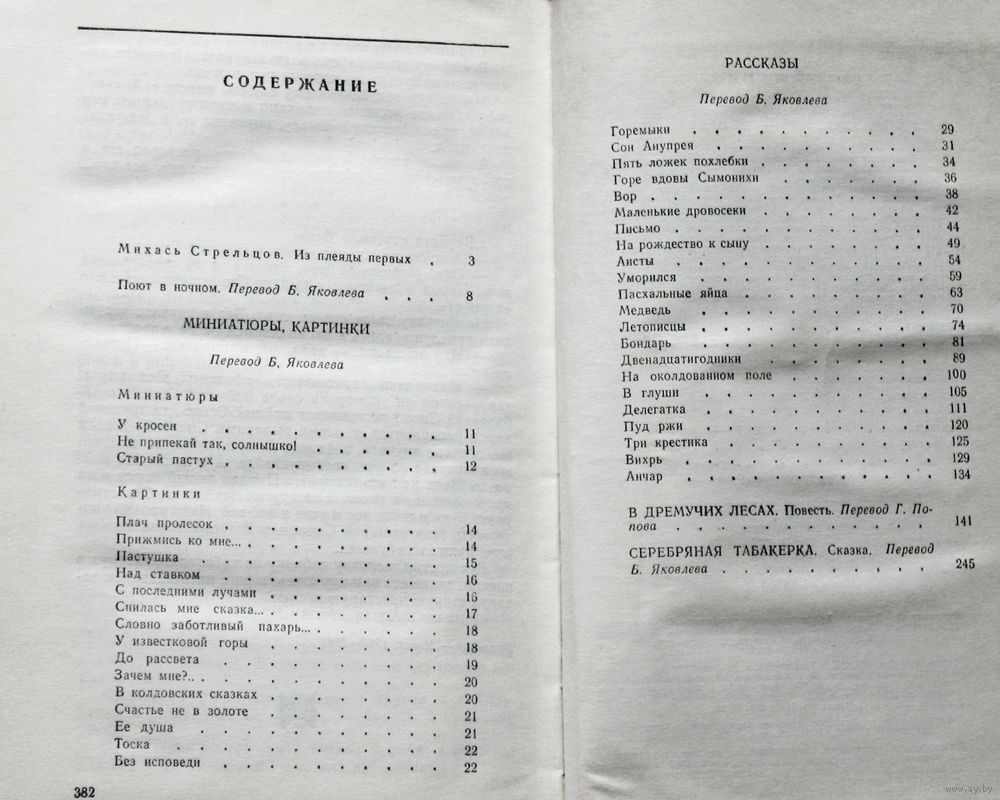 СОДЕРЖАНИЕ
Михась Стрельцов. Из плеяды первых . 3
Поют в ночном. Перевод Б. Яковлева . . . 8
МИНИАТЮРЫ, КАРТИНКИ
Перевод Б. Яковлева
Миниатюры
У кросен . . . . . . . . . . 11
Не припекай так, солнышко! . . . . . 11
Старый пастух . . . . . . . . . 12
Картинки
Плач пролесок . . . . . . . . . 14
Прижмись ко мне... . . . . . . . . 14
Пастушка . . . . . . . . . . 15
Над ставком . . . . . . . . . 16
С последними лучами . . . . . . . 16
Снилась мне сказка... . . . . . . . 17
Словно заботливый пахарь... . . . . . 18
У известковой горы . . . . . . . 18
До рассвета . . . . . . . . . 19
Зачем мне?.. . . . . . . . . . 20
В колдовских сказках . . . . . . . 20
Счастье не в золоте . . . . . . . 21
Ее душа . . . . . . . . . . 21
Тоска . . . . . . . . . . 22
Без исповеди . . . . . . . . . 22
382
РАССКАЗЫ
Перевод Б. Яковлева
Горемыки . . . . . . . . . . . 29
Сон Анупрея . . . . . . . . . . 31
Пять ложек похлебки . . . . . . . . 34
Горе вдовы Сымонихи . . . . . . . 36
Вор . . . . . . . . . . . . 38
Маленькие дровосеки . . . . . . . . 42
Письмо . . . . . . . . . . . 44
На рождество к сыну . . . . . . . . 49
Аисты . . . . . . . . . . . 54
Уморился . . . . . . . . . . 59
Пасхальные яйца . . . . . . . . . 63
Медведь . . . . . . . . . . 70
Летописцы . . . . . . . . . . 74
Бондарь . . . . . . . . . . 81
Двенадцатигодники . . . . . . . . 89
На околдованном поле . . . . . . . 100
В глуши . . . . . . . . . . 105
Делегатка . . . . . . . . . . 111
Пуд ржи . . . . . . . . . . 120
Три крестика . . . . . . . . . 125
Вихрь . . . . . . . . . . . 129
Анчар . . . . . . . . . . . 134
В ДРЕМУЧИХ ЛЕСАХ. Повесть. Перевод Г. По-
пова . . . . . . . . . . . 141
СЕРЕБРЯНАЯ ТАБАКЕРКА. Сказка. Перевод
Б. Яковлева . . . . . . . . . 245
www.ay.by